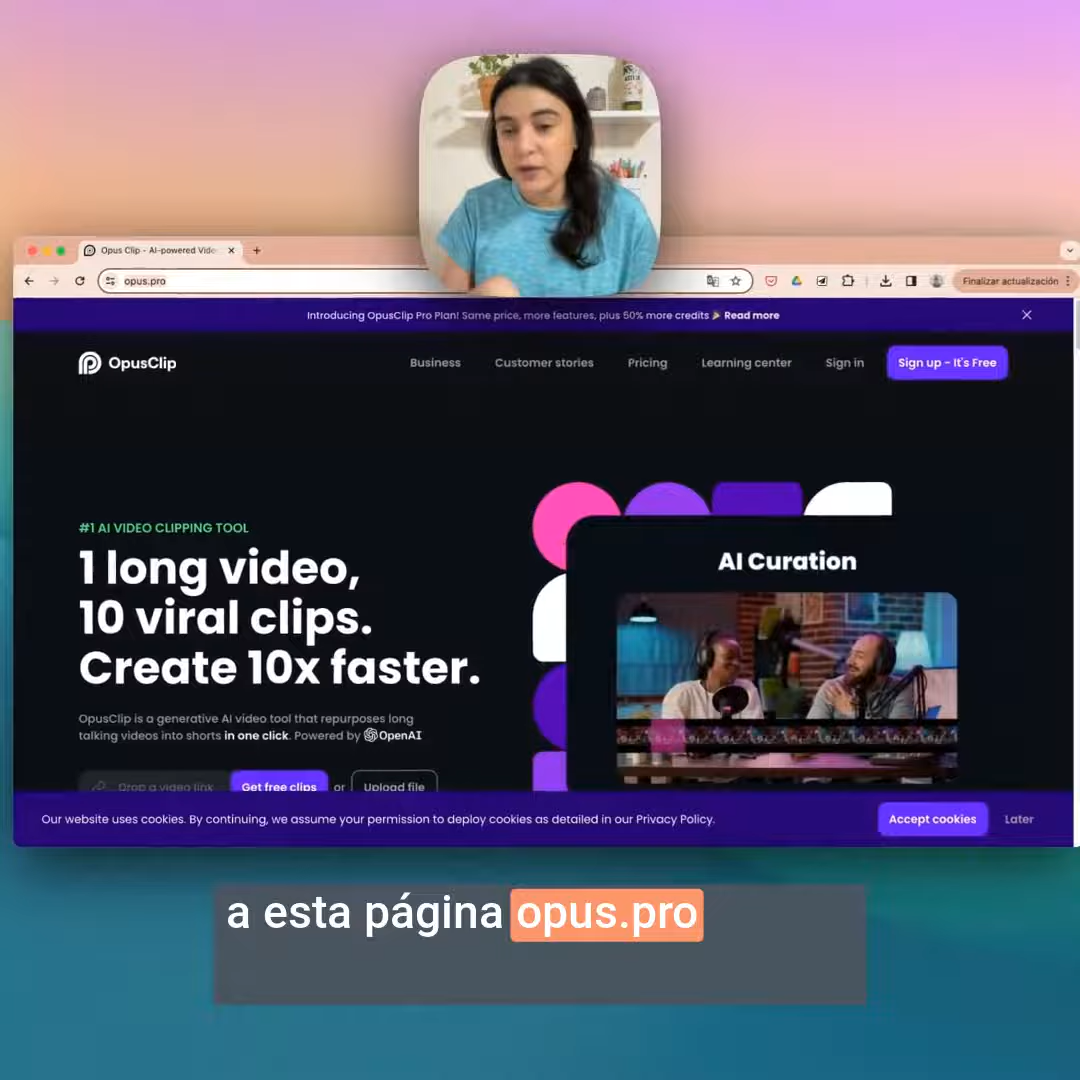 Opus Clip - AI-powered Vide
opus.pro
Finalizar actualización
Introducing OpusClip Pro Plan! Same price, more features, plus 50% more credits 🎉 Read more
OpusClip
Business
Customer stories
Pricing
Learning center
Sign in
Sign up - It's Free
#1 AI VIDEO CLIPPING TOOL
1 long video,
10 viral clips.
Create 10x faster.
OpusClip is a generative AI video tool that repurposes long
talking videos into shorts in one click. Powered by OpenAI
AI Curation
Drop a video link
Get free clips
or
Upload file
Our website uses cookies. By continuing, we assume your permission to deploy cookies as detailed in our Privacy Policy.
Accept cookies
Later
a esta página opus.pro